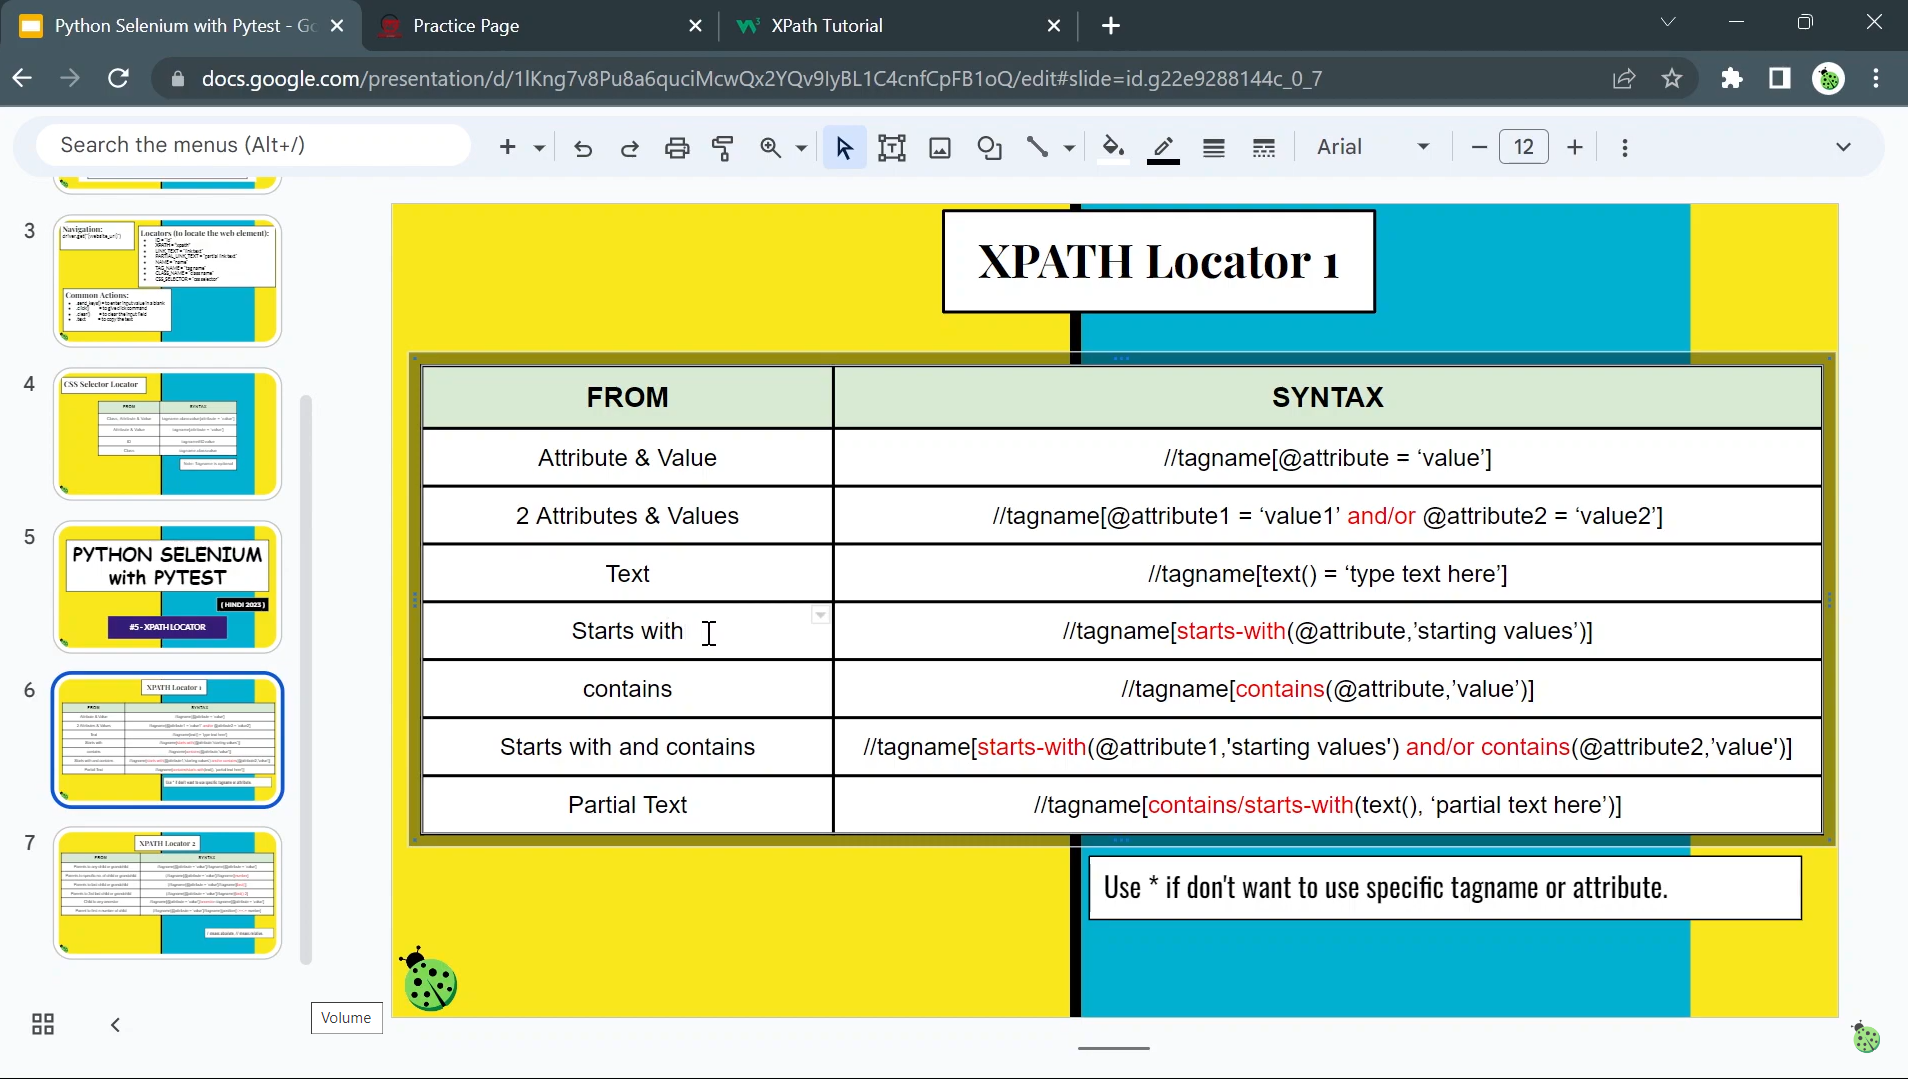 Python Selenium with Pytest - Go
Practice Page
XPath Tutorial
docs.google.com/presentation/d/1lKng7v8Pu8a6quciMcwQx2YQv9lyBL1C4cnfCpFB1oQ/edit#slide=id.g22e9288144c_0_7
Search the menus (Alt+/)
Arial
12
3
Navigation:
Locators (to locate the web element):
Common Actions:
4
CSS Selector Locator
FROM
SYNTAX
5
PYTHON SELENIUM
with PYTEST
( HINDI 2023 )
#5 - XPATH LOCATOR
6
XPATH Locator 1
7
XPATH Locator 2
Volume
XPATH Locator 1
FROM
SYNTAX
Attribute & Value
//tagname[@attribute = ‘value’]
2 Attributes & Values
//tagname[@attribute1 = ‘value1’ and/or @attribute2 = ‘value2’]
Text
//tagname[text() = ‘type text here’]
Starts with
//tagname[starts-with(@attribute,’starting values’)]
contains
//tagname[contains(@attribute,’value’)]
Starts with and contains
//tagname[starts-with(@attribute1,'starting values') and/or contains(@attribute2,’value')]
Partial Text
//tagname[contains/starts-with(text(), ‘partial text here’)]
Use * if don't want to use specific tagname or attribute.